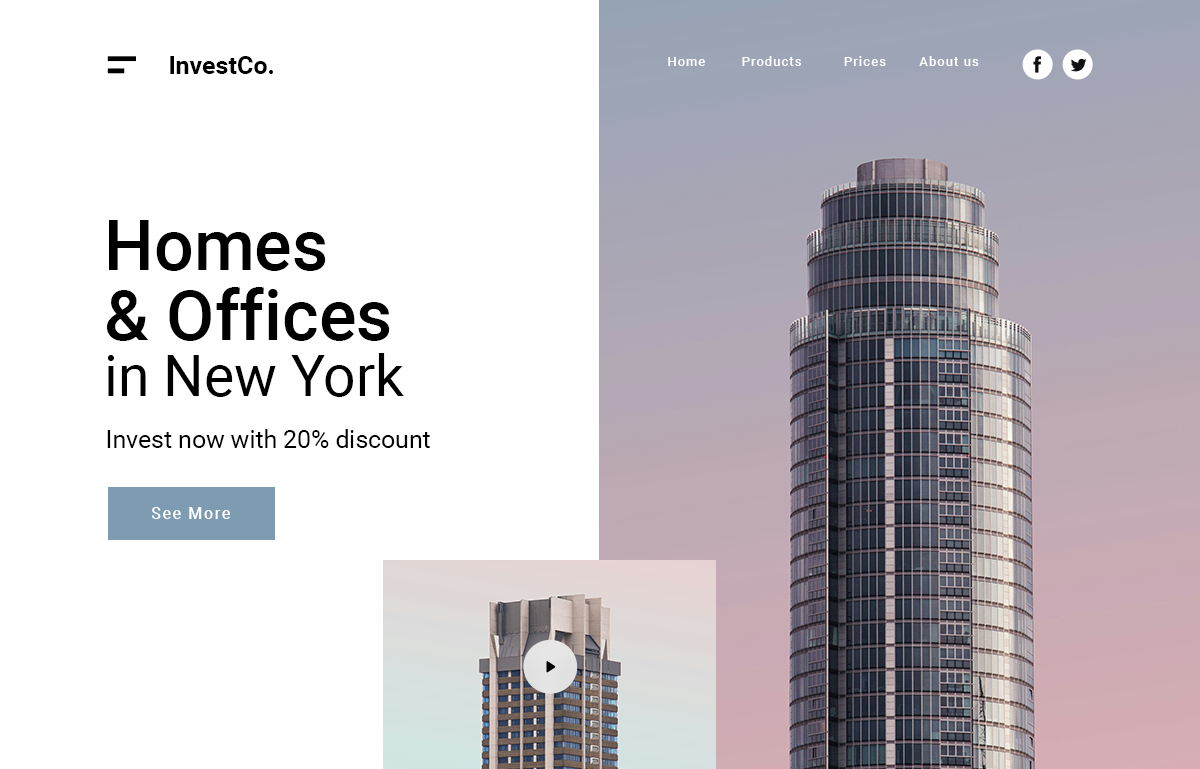 InvestCo.
Home Products Prices About us
Homes
& Offices
in New York
Invest now with 20% discount
See More